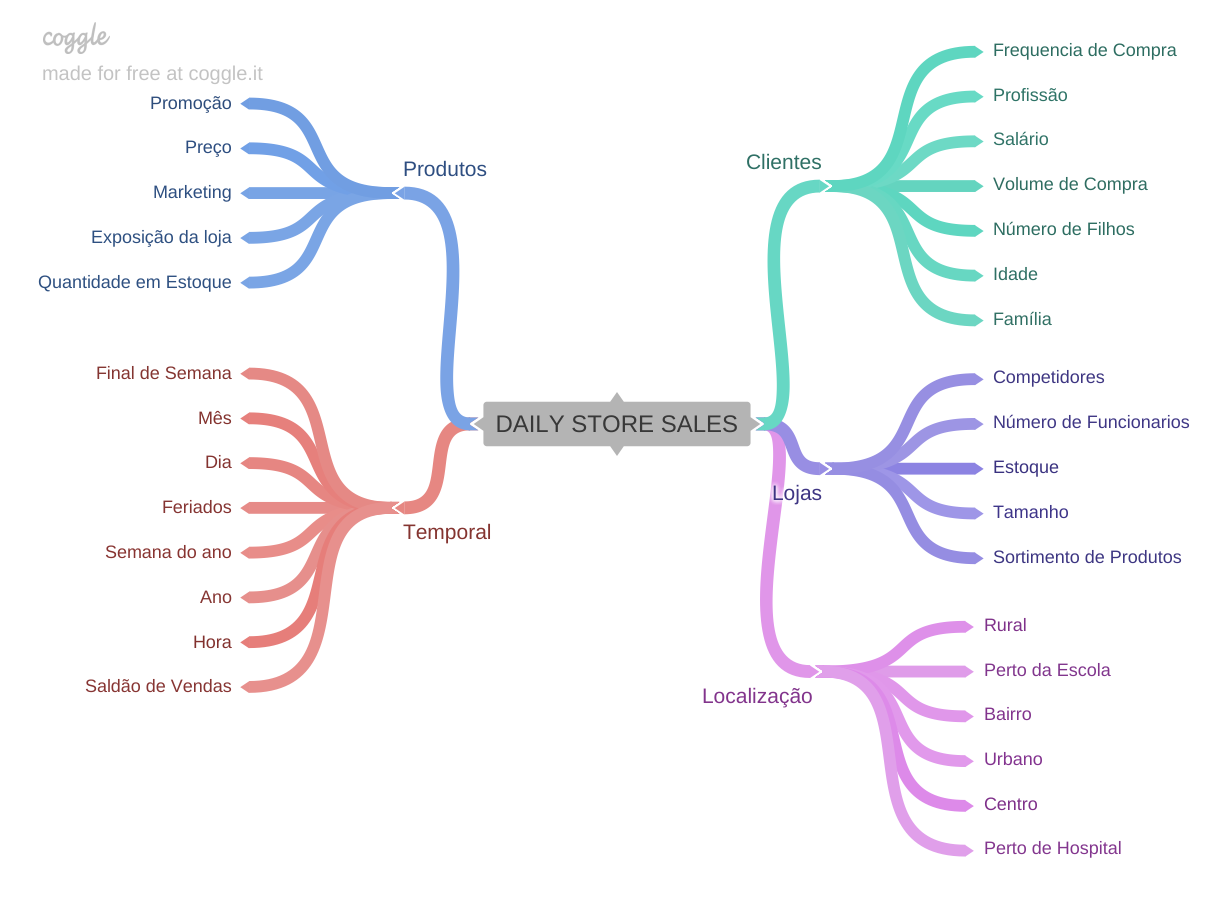 coggle
made for free at coggle.it
Produtos
Promoção
Preço
Marketing
Exposição da loja
Quantidade em Estoque
Temporal
Final de Semana
Mês
Dia
Feriados
Semana do ano
Ano
Hora
Saldão de Vendas
DAILY STORE SALES
Clientes
Frequencia de Compra
Profissão
Salário
Volume de Compra
Número de Filhos
Idade
Família
Lojas
Competidores
Número de Funcionarios
Estoque
Tamanho
Sortimento de Produtos
Localização
Rural
Perto da Escola
Bairro
Urbano
Centro
Perto de Hospital